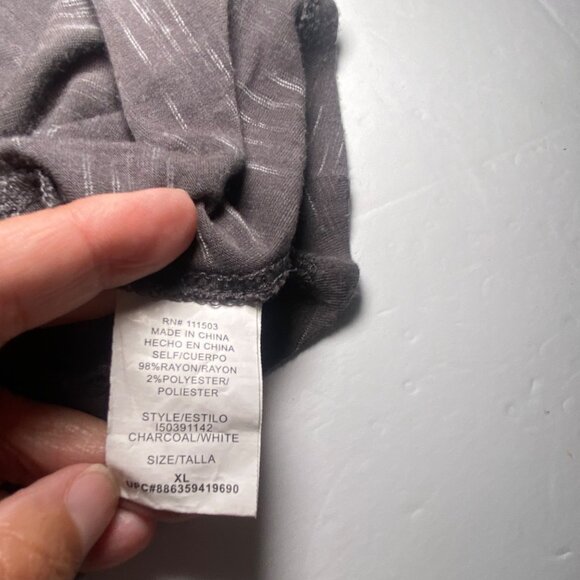 RN# 111503
MADE IN CHINA
HECHO EN CHINA
SELF/CUERPO
98%RAYON/RAYON
2%POLYESTER/
POLIESTER
STYLE/ESTILO
I50391142
CHARCOAL/WHITE
SIZE/TALLA
XL
UPC#886359419690